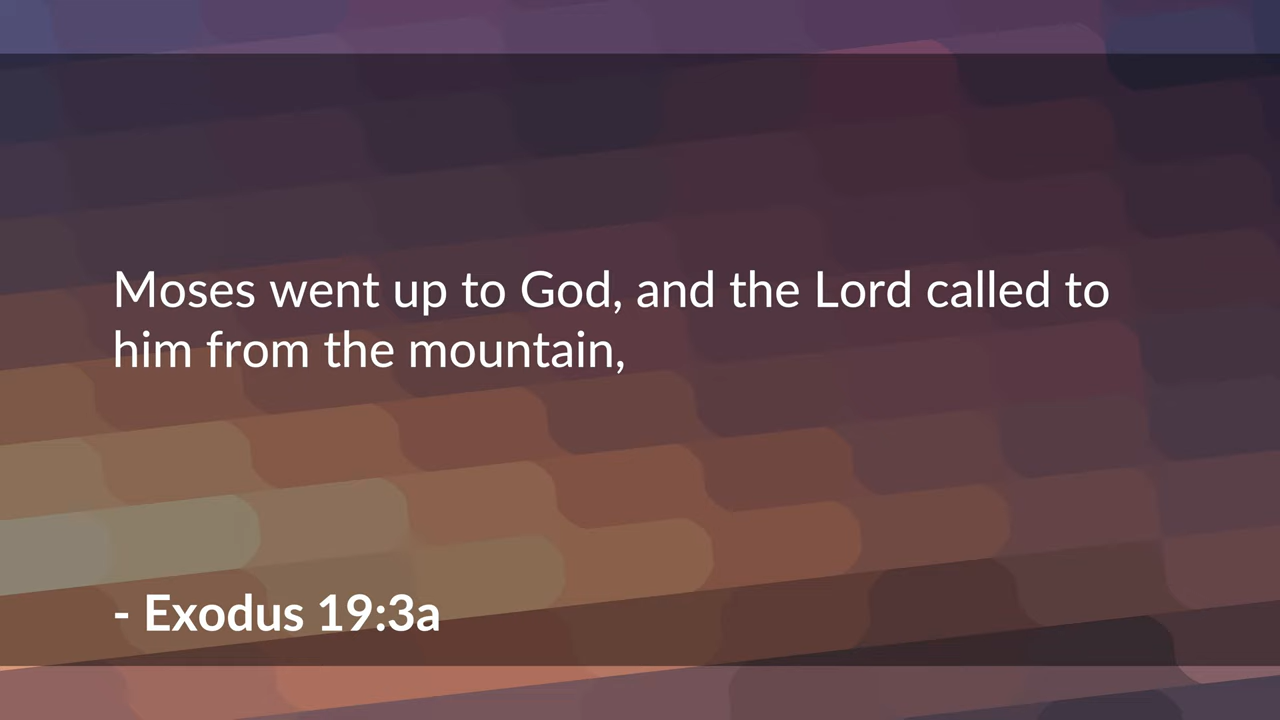 Moses went up to God, and the Lord called to
him from the mountain,
- Exodus 19:3a